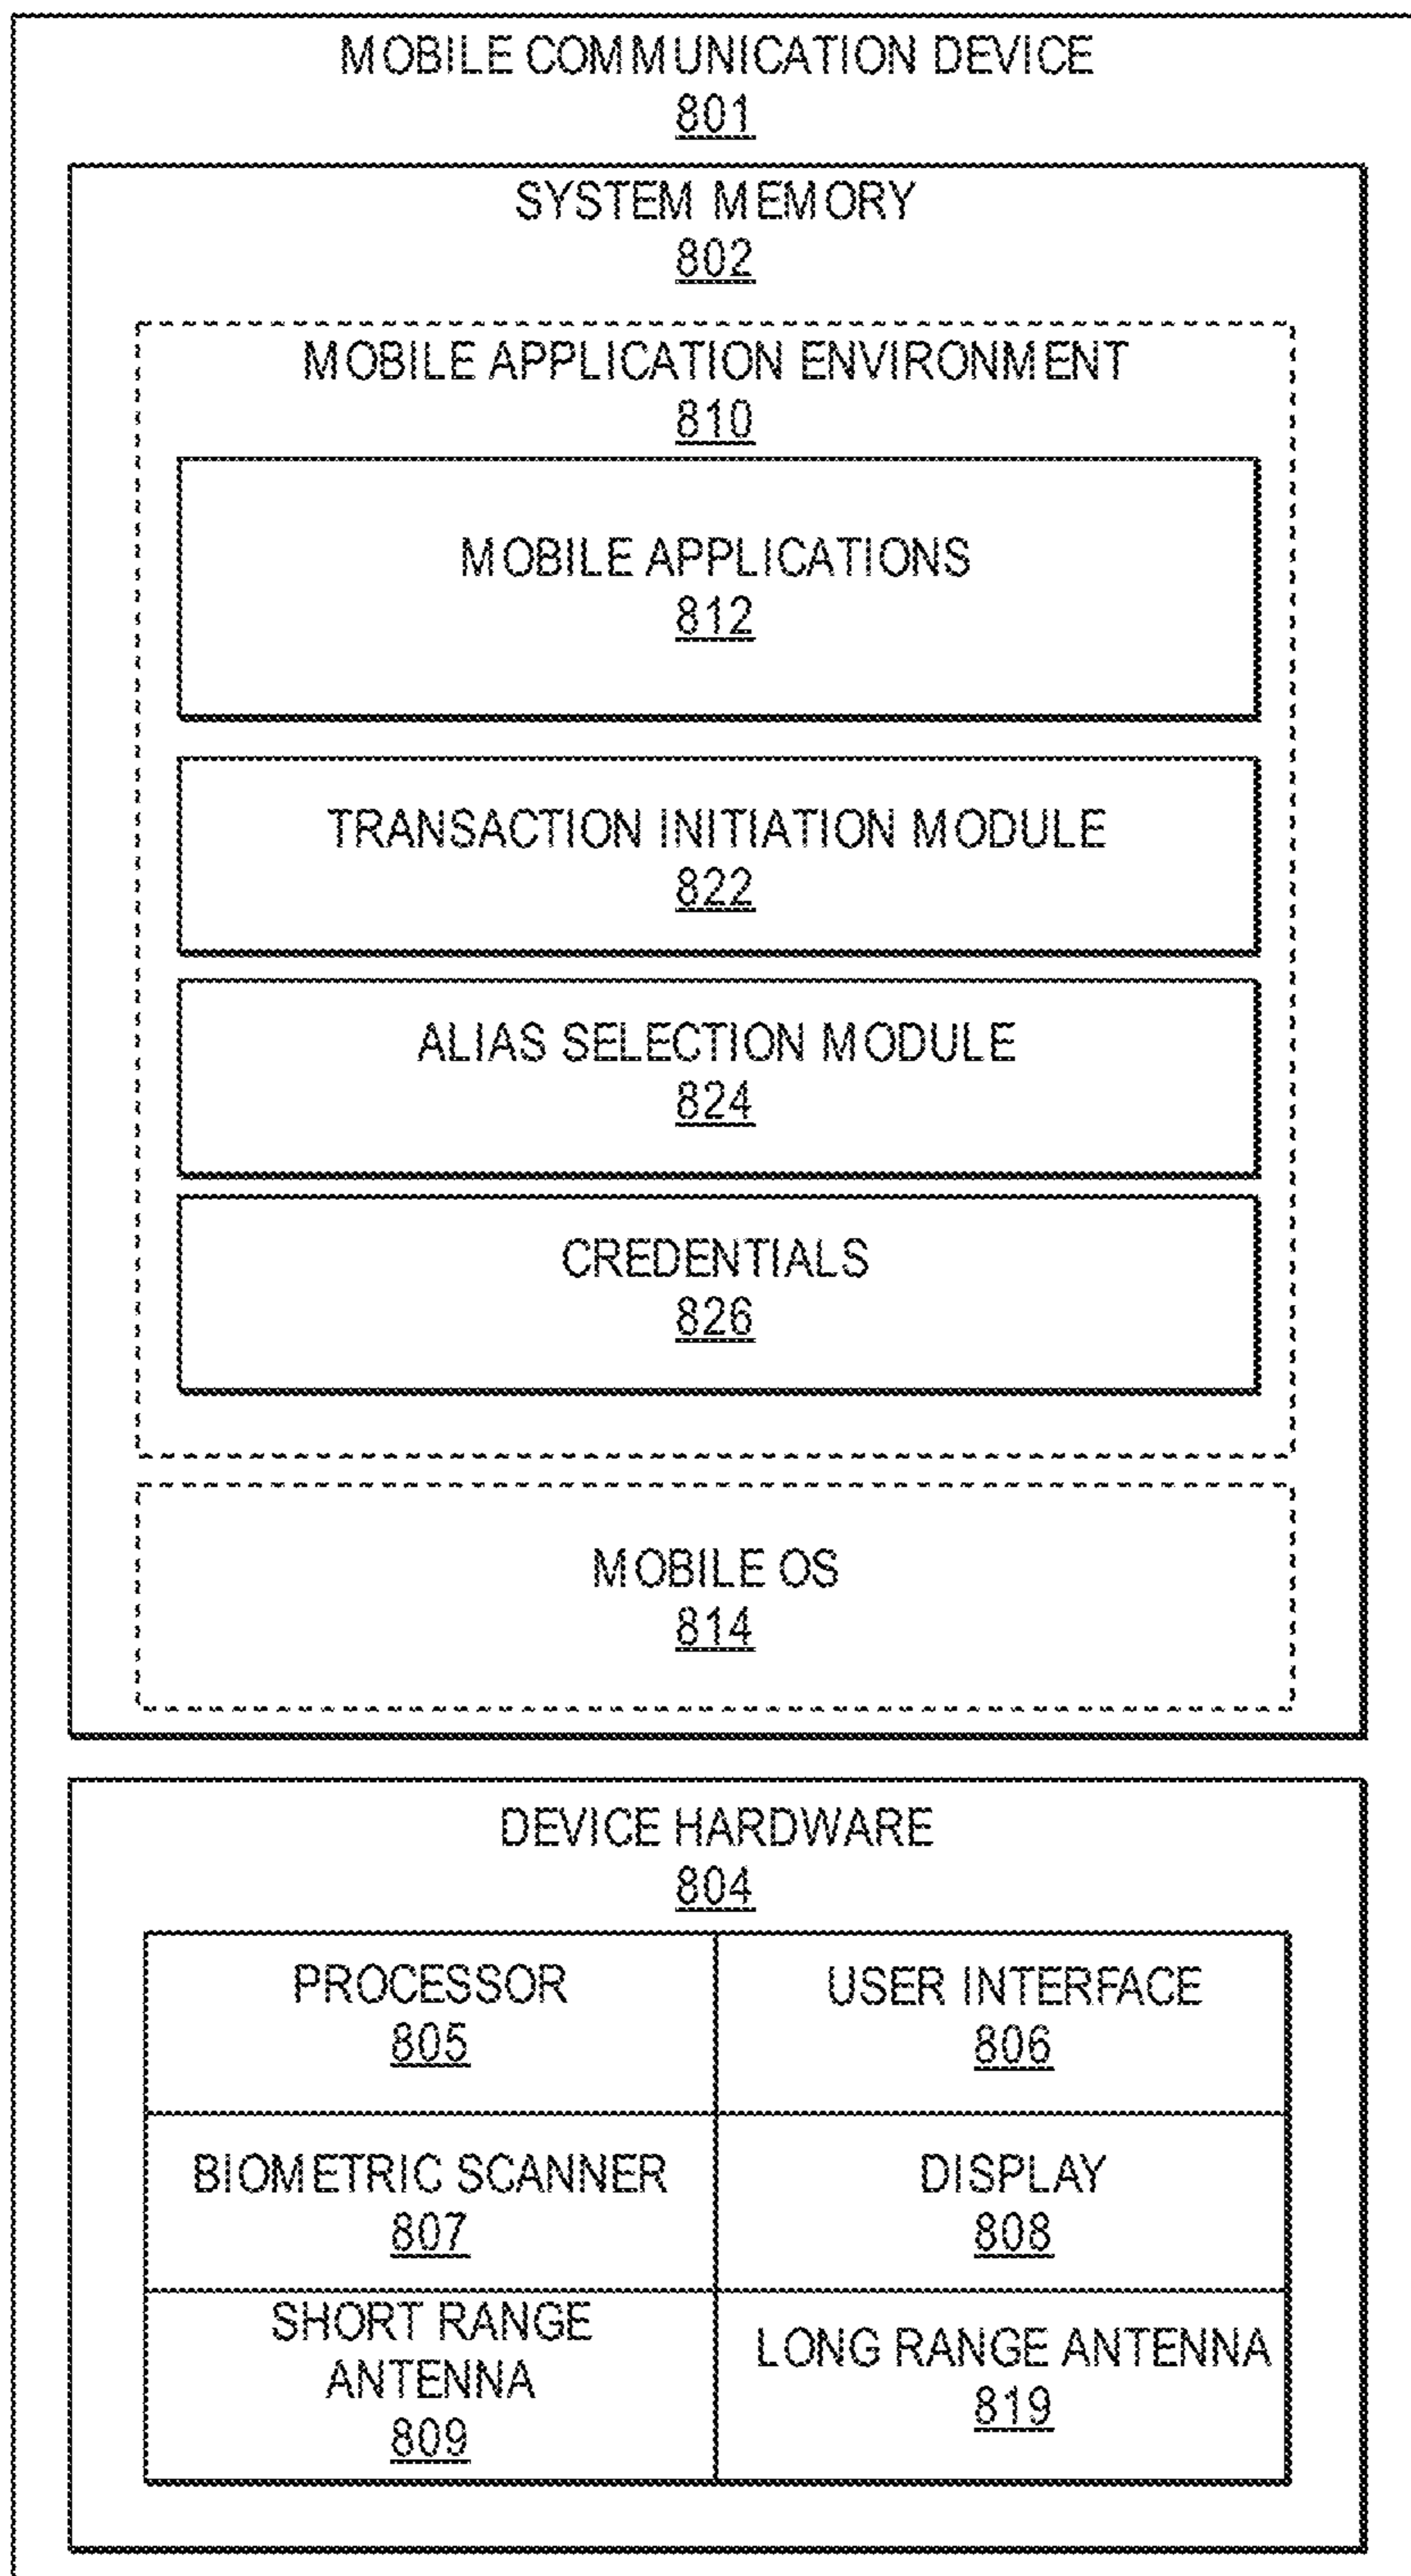 MOBILE COMMUNICATION DEVICE
801
SYSTEM MEMORY
802
MOBILE APPLICATION ENVIRONMENT
810
MOBILE APPLICATIONS
812
TRANSACTION INITIATION MODULE
822
ALIAS SELECTION MODULE
824
CREDENTIALS
826
MOBILE OS
814
DEVICE HARDWARE
804
PROCESSOR
805
USER INTERFACE
806
BIOMETRIC SCANNER
807
DISPLAY
808
SHORT RANGE
ANTENNA
809
LONG RANGE ANTENNA
819